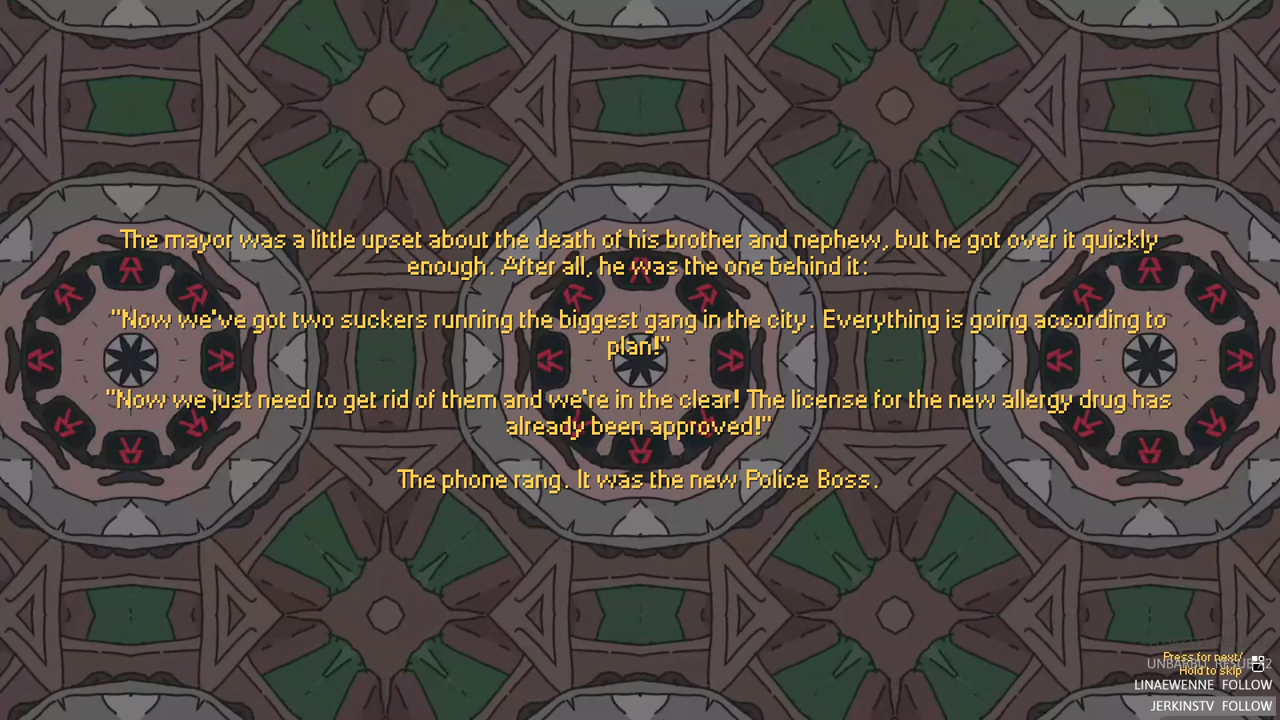 The mayor was a little upset about the death of his brother and nephew, but he got over it quickly
enough. After all, he was the one behind it:
"Now we've got two suckers running the biggest gang in the city. Everything is going according to
plan!"
"Now we just need to get rid of them and we're in the clear! The license for the new allergy drug has
already been approved!"
The phone rang. It was the new Police Boss.
Press for next/
Hold to skip
LINAEWENNE FOLLOW
JERKINSTV FOLLOW